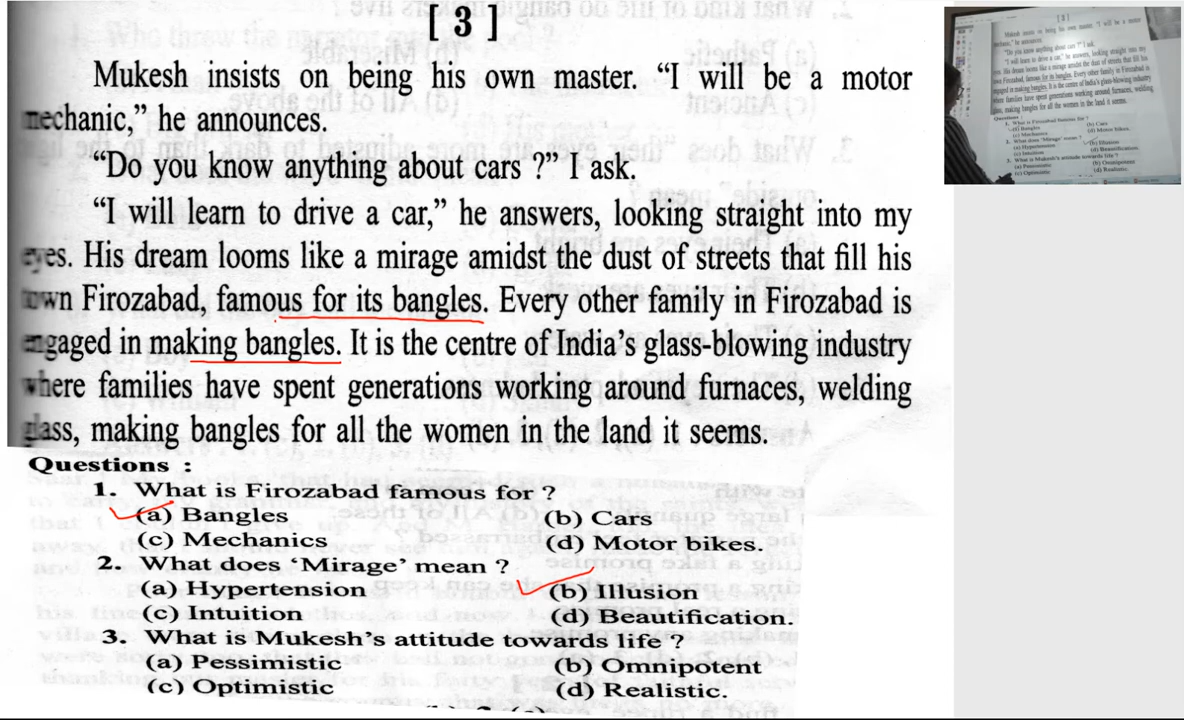 [ 3 ]
Mukesh insists on being his own master. “I will be a motor
mechanic,” he announces.
“Do you know anything about cars ?” I ask.
“I will learn to drive a car,” he answers, looking straight into my
eyes. His dream looms like a mirage amidst the dust of streets that fill his
town Firozabad, famous for its bangles. Every other family in Firozabad is
engaged in making bangles. It is the centre of India’s glass-blowing industry
where families have spent generations working around furnaces, welding
glass, making bangles for all the women in the land it seems.
Questions :
1. What is Firozabad famous for ?
(a) Bangles (b) Cars
(c) Mechanics (d) Motor bikes.
2. What does ‘Mirage’ mean ?
(a) Hypertension (b) Illusion
(c) Intuition (d) Beautification.
3. What is Mukesh’s attitude towards life ?
(a) Pessimistic (b) Omnipotent
(c) Optimistic (d) Realistic.